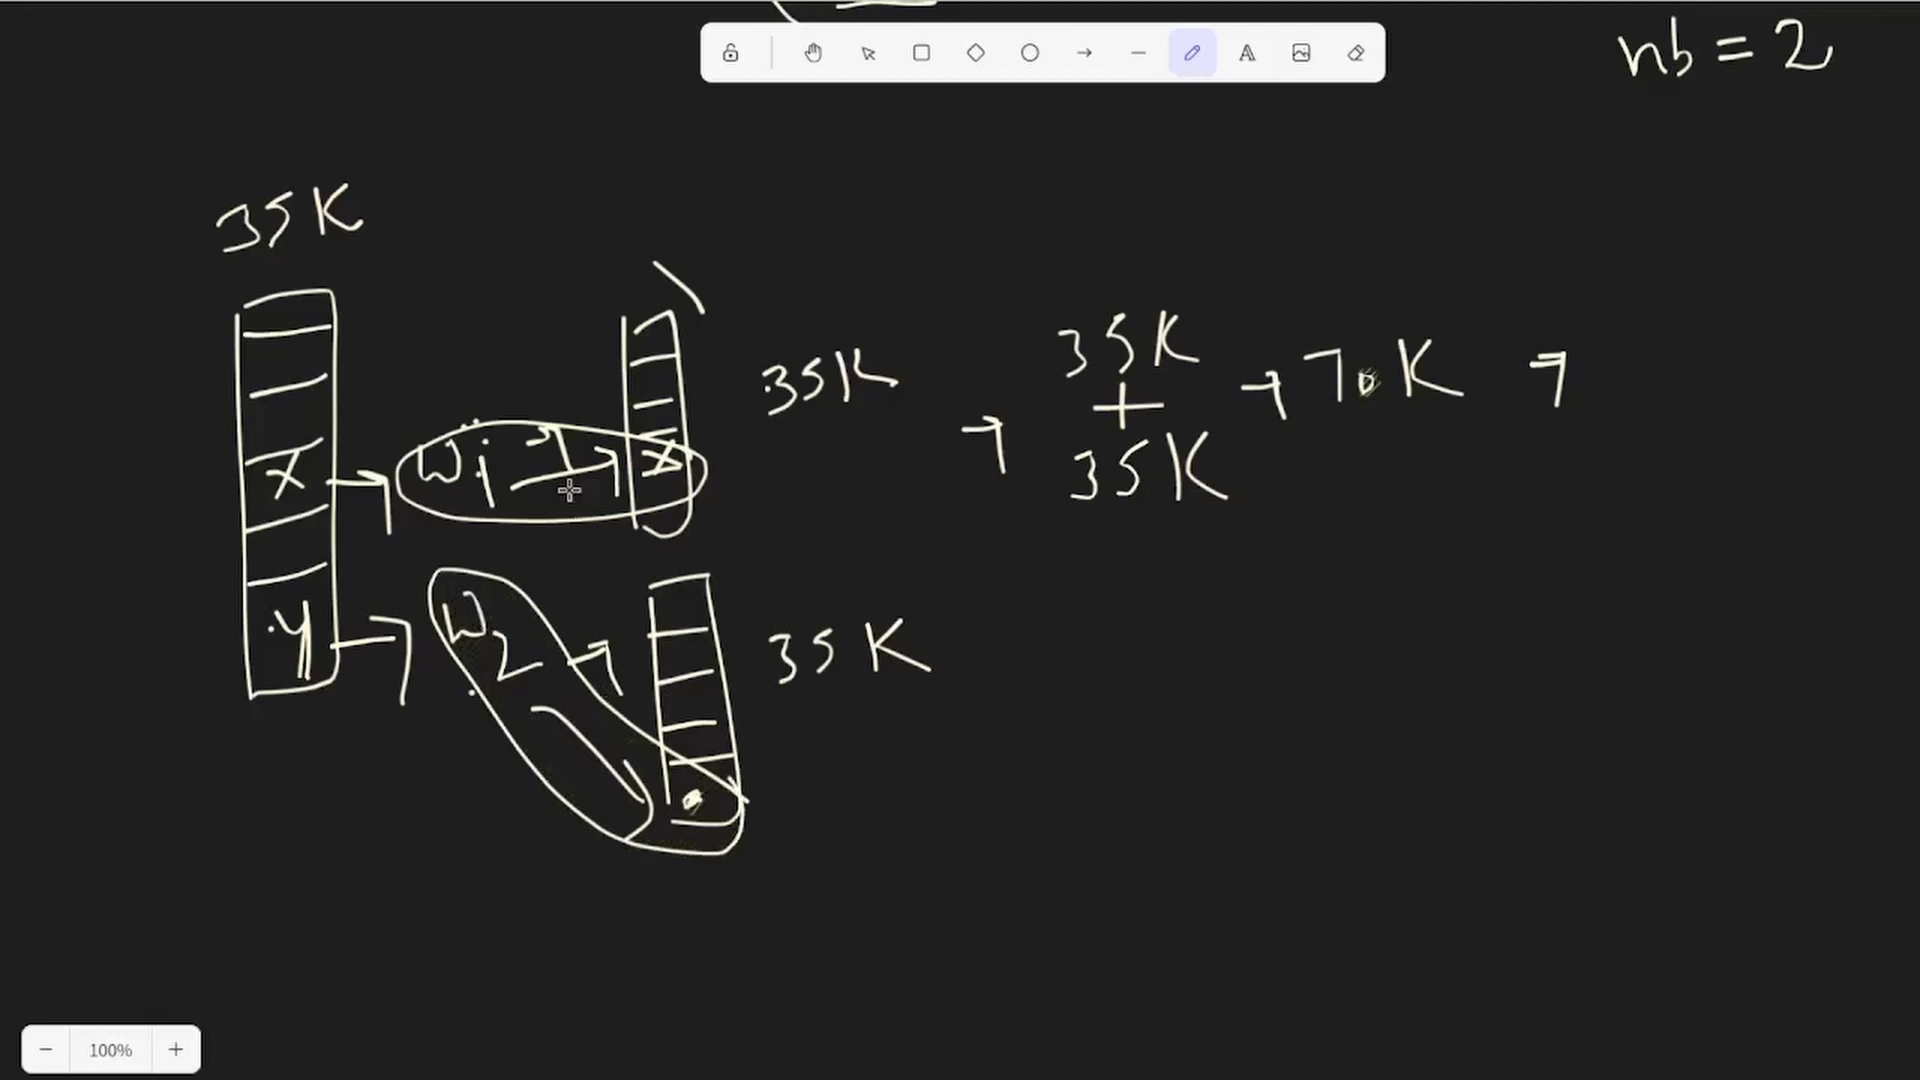 nb = 2
35K
35K
35K
+
35K
→ 70K →
X → W1 → X
Y → W2 →
35K
100%